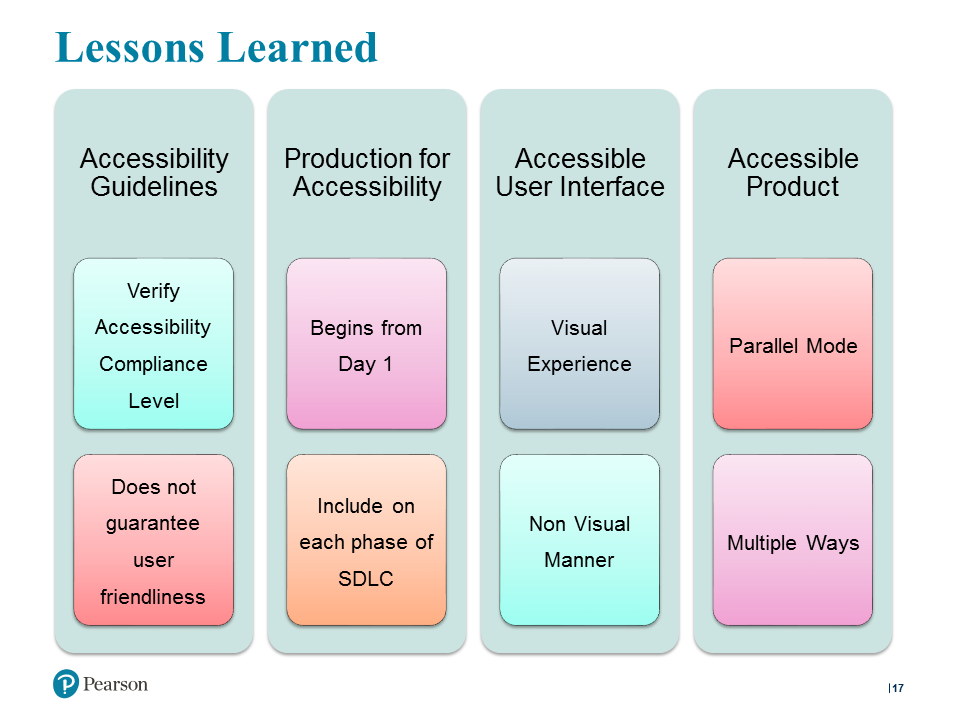 Lessons Learned
Accessibility
Guidelines
Verify
Accessibility
Compliance
Level
Does not
guarantee
user
friendliness
Production for
Accessibility
Begins from
Day 1
Include on
each phase of
SDLC
Accessible
User Interface
Visual
Experience
Non Visual
Manner
Accessible
Product
Parallel Mode
Multiple Ways
P Pearson
|17